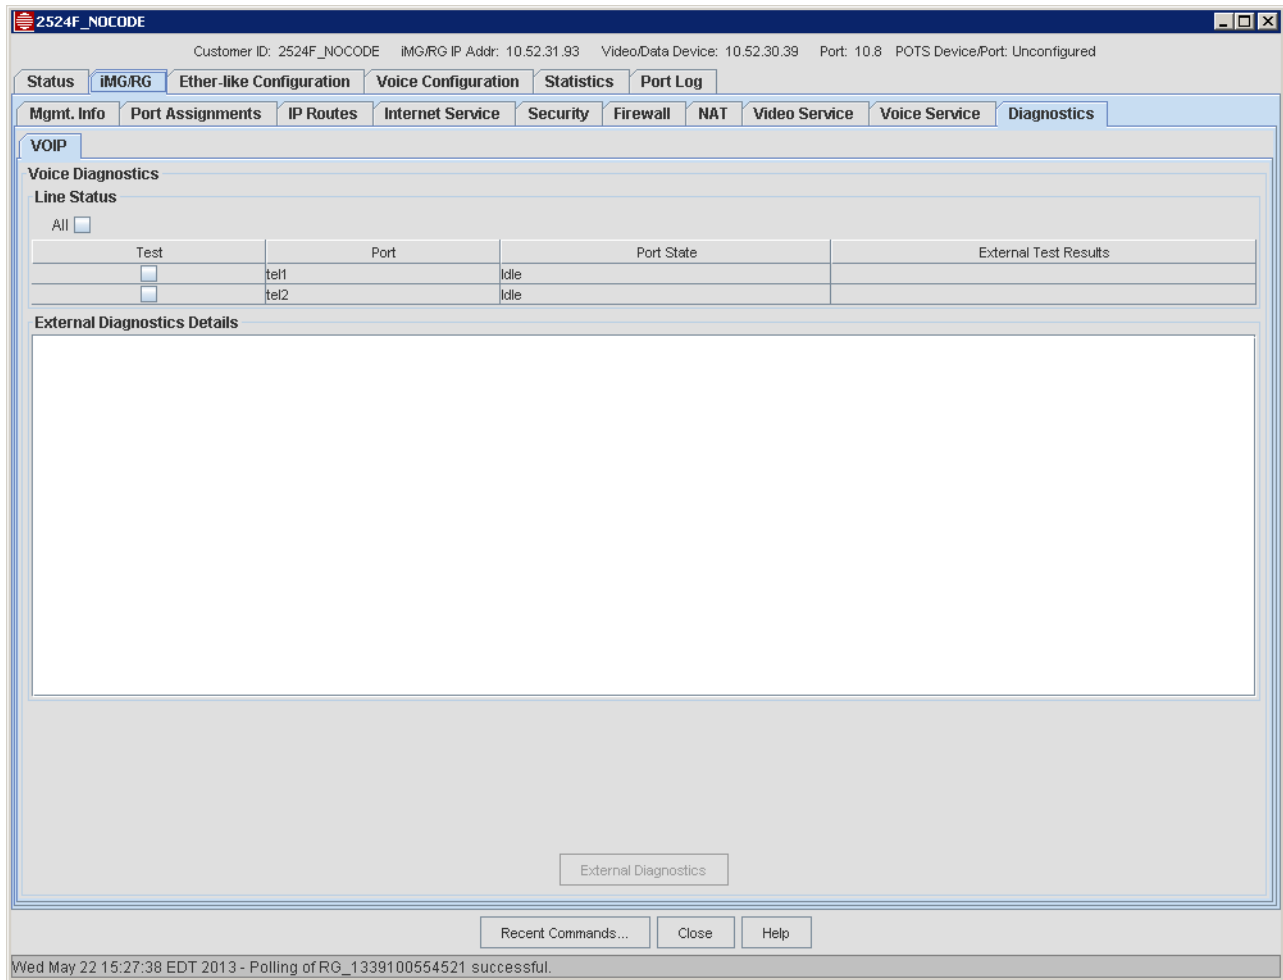 2524F_NOCODE
Customer ID: 2524F_NOCODE iMG/RG IP Addr: 10.52.31.93 Video/Data Device: 10.52.30.39 Port: 10.8 POTS Device/Port: Unconfigured
Status iMG/RG Ether-like Configuration Voice Configuration Statistics Port Log
Mgmt. Info Port Assignments IP Routes Internet Service Security Firewall NAT Video Service Voice Service Diagnostics
VOIP
Voice Diagnostics
Line Status
All
Test Port Port State External Test Results
tel1 Idle
tel2 Idle
External Diagnostics Details
External Diagnostics
Recent Commands... Close Help
Wed May 22 15:27:38 EDT 2013 - Polling of RG_1339100554521 successful.